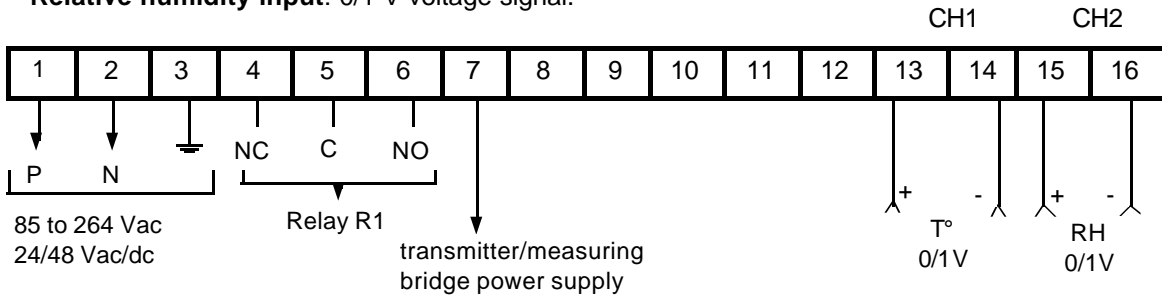 Relative humidity input: 0/1 V voltage signal.
CH1 CH2
1 2 3 4 5 6 7 8 9 10 11 12 13 14 15 16
NC C NO
P N
+ - + -
85 to 264 Vac
24/48 Vac/dc
Relay R1
transmitter/measuring
bridge power supply
T°
0/1V
RH
0/1V